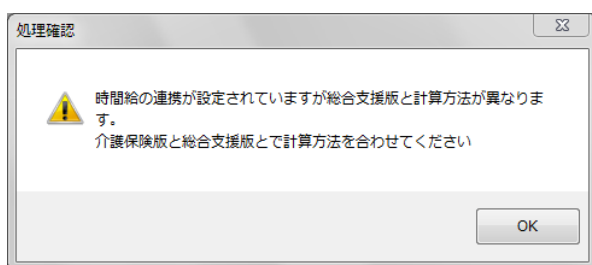 処理確認
時間給の連携が設定されていますが総合支援版と計算方法が異なりま
す。
介護保険版と総合支援版とで計算方法を合わせてください
OK